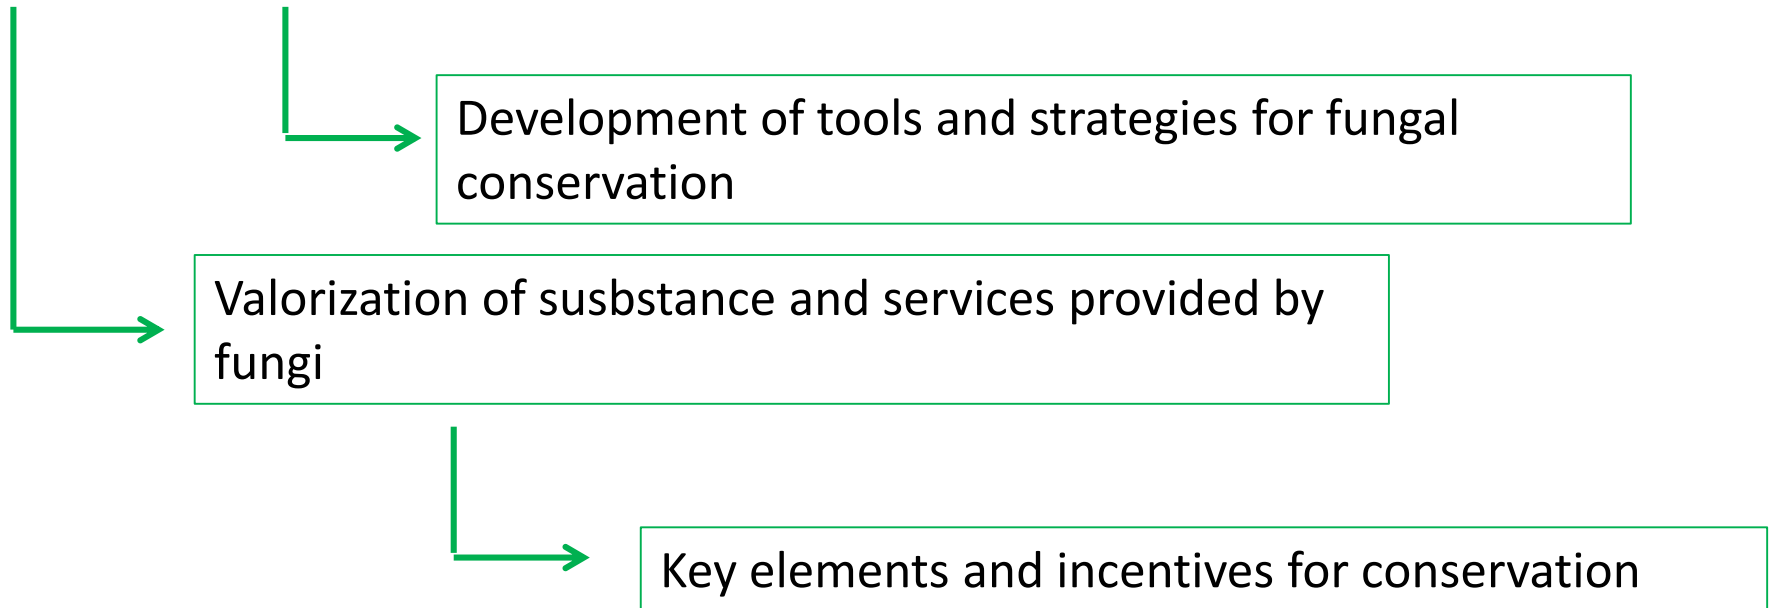 Development of tools and strategies for fungal
conservation
Valorization of susbstance and services provided by
fungi
Key elements and incentives for conservation